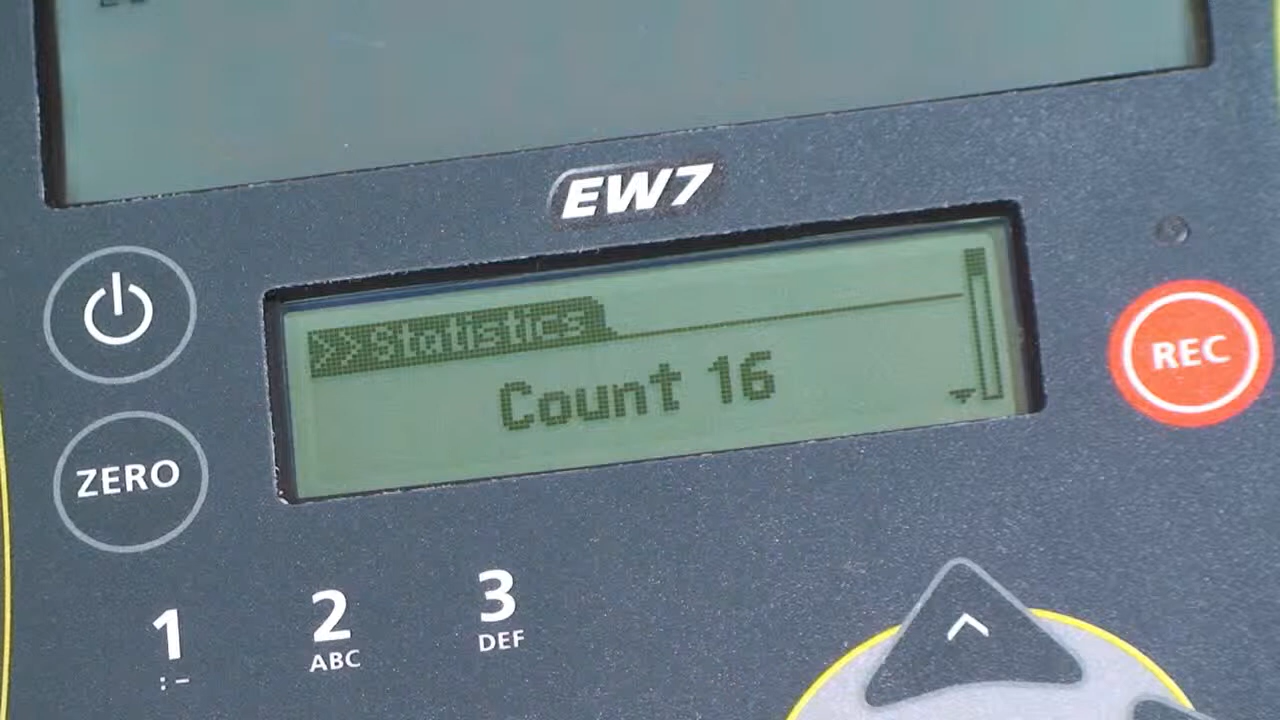 EW7
>>Statistics
Count 16
REC
ZERO
1 2 3
:- ABC DEF